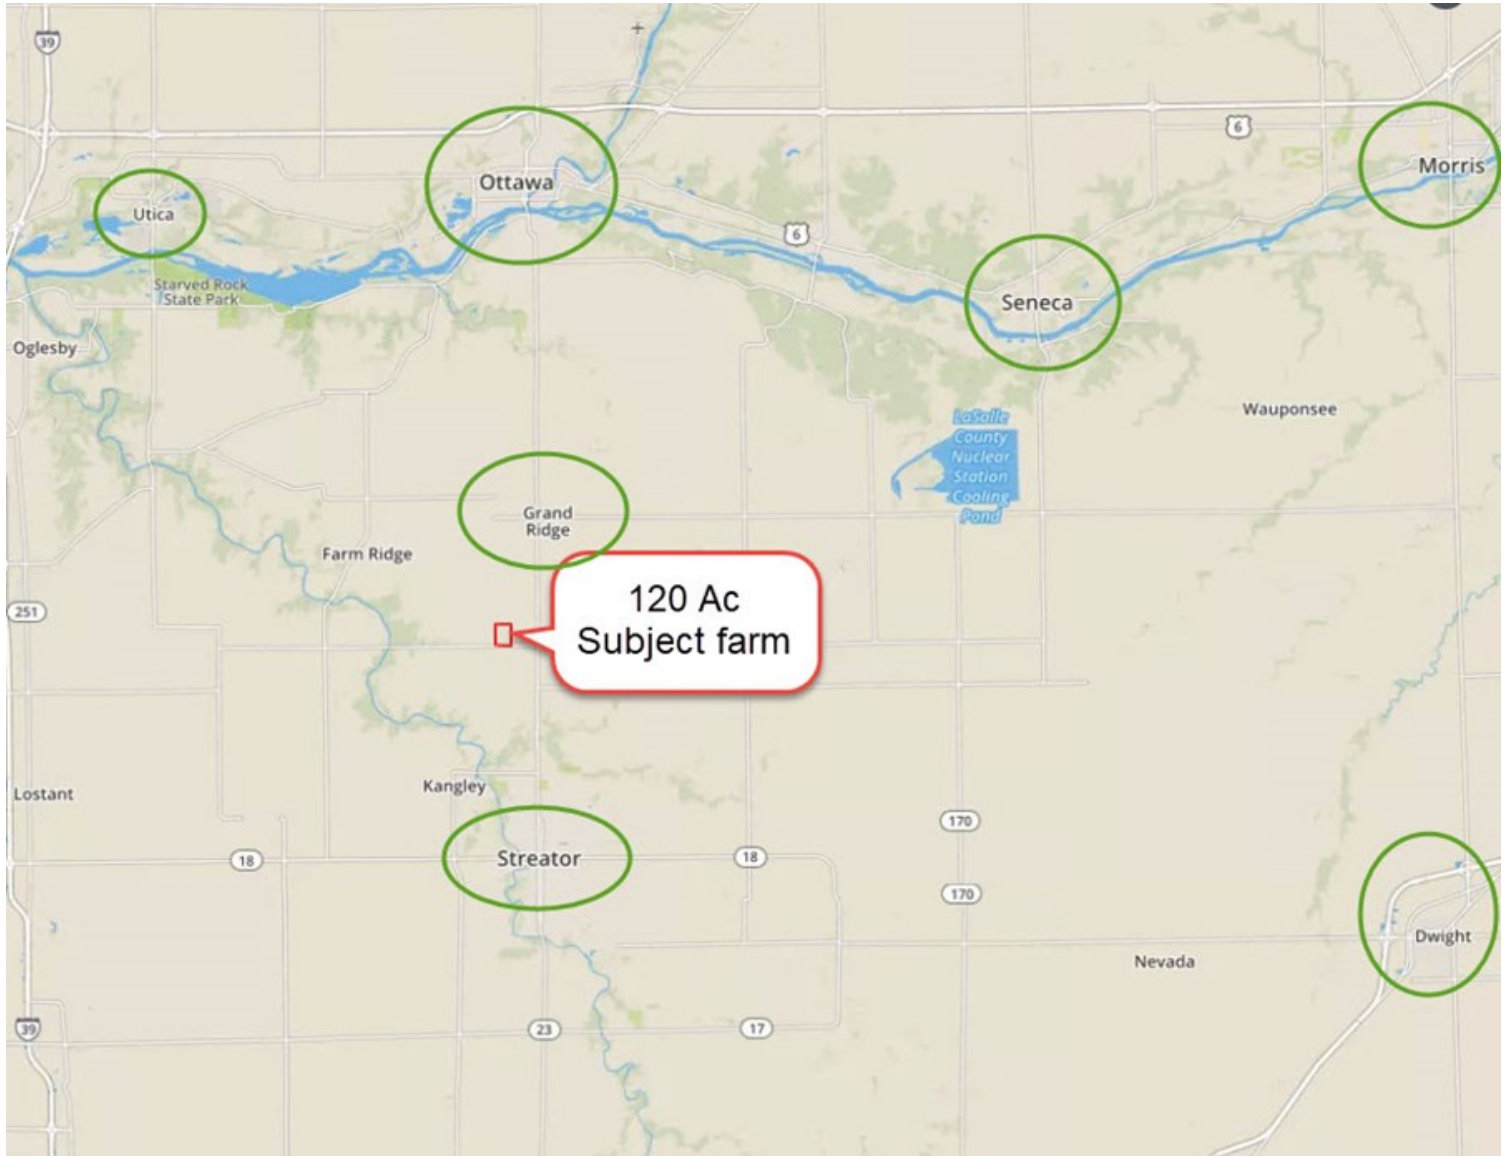 39
6
Ottawa
Morris
Utica
6
Starved Rock
State Park
Seneca
Oglesby
LaSalle
County
Nuclear
Station
Cooling
Pond
Wauponsee
Grand
Ridge
Farm Ridge
120 Ac
Subject farm
251
Kangley
Lostant
170
Streator
18
18
170
Dwight
Nevada
39
23
17